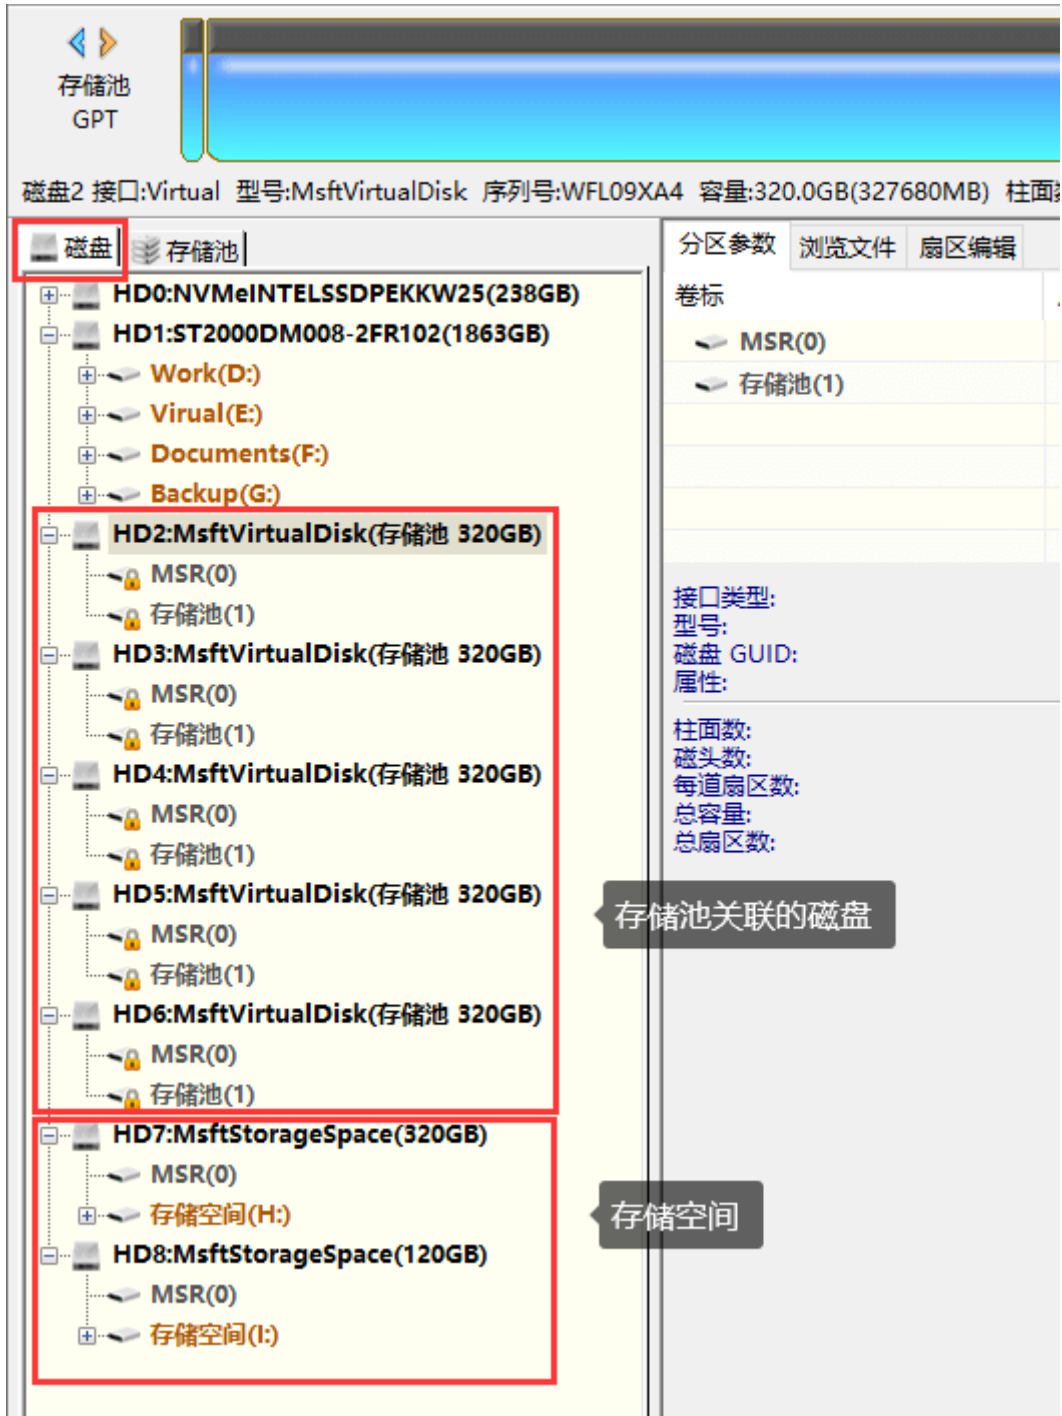 存储池
GPT
磁盘2 接口:Virtual 型号:MsftVirtualDisk 序列号:WFL09XA4 容量:320.0GB(327680MB) 柱面
磁盘 存储池
HD0:NVMeINTELSSDPEKKW25(238GB)
HD1:ST2000DM008-2FR102(1863GB)
Work(D:)
Virual(E:)
Documents(F:)
Backup(G:)
HD2:MsftVirtualDisk(存储池 320GB)
MSR(0)
存储池(1)
HD3:MsftVirtualDisk(存储池 320GB)
MSR(0)
存储池(1)
HD4:MsftVirtualDisk(存储池 320GB)
MSR(0)
存储池(1)
HD5:MsftVirtualDisk(存储池 320GB)
MSR(0)
存储池(1)
HD6:MsftVirtualDisk(存储池 320GB)
MSR(0)
存储池(1)
HD7:MsftStorageSpace(320GB)
MSR(0)
存储空间(H:)
HD8:MsftStorageSpace(120GB)
MSR(0)
存储空间(I:)
分区参数 浏览文件 扇区编辑
卷标
MSR(0)
存储池(1)
接口类型:
型号:
磁盘 GUID:
属性:
柱面数:
磁头数:
每道扇区数:
总容量:
总扇区数:
存储池关联的磁盘
存储空间